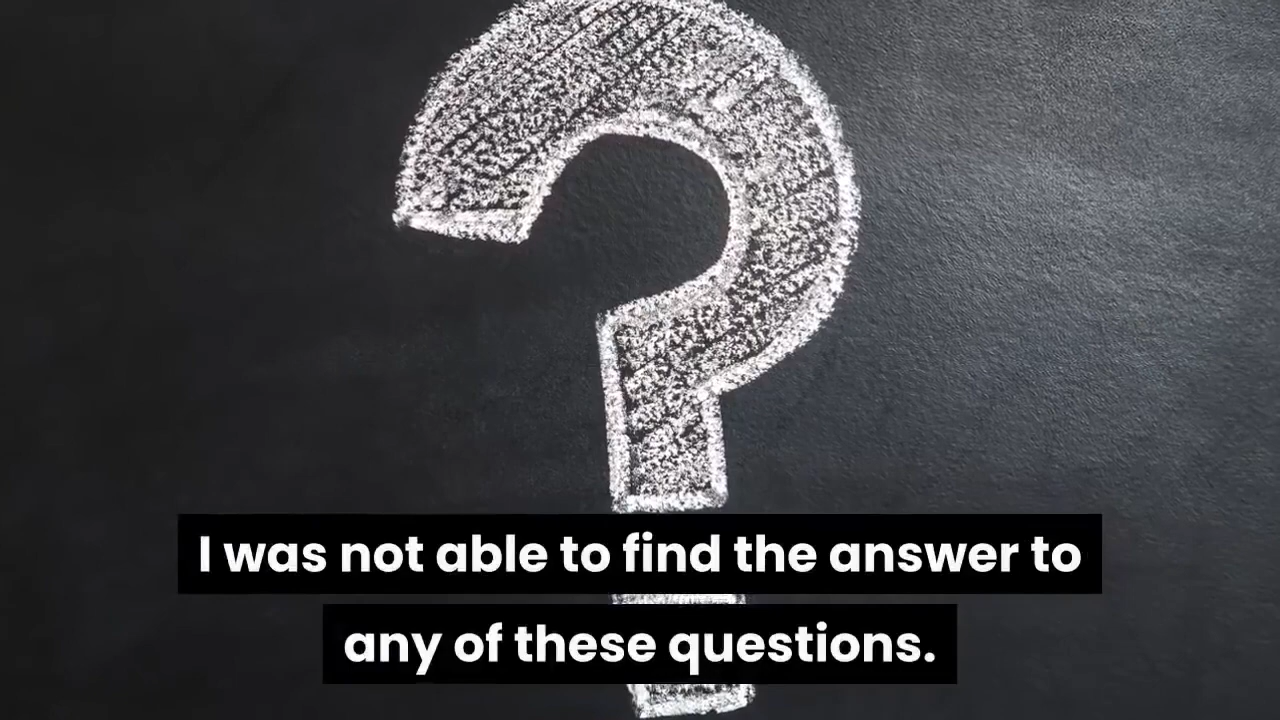 I was not able to find the answer to
any of these questions.